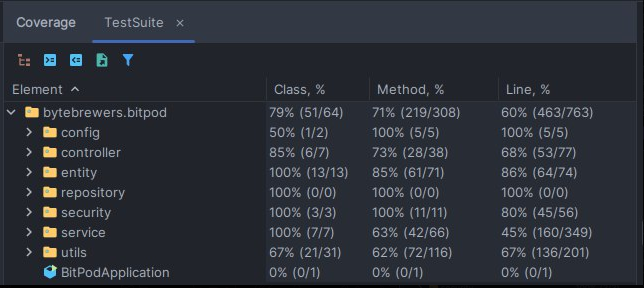 Coverage TestSuite ×
Element Class, % Method, % Line, %
bytebrewers.bitpod 79% (51/64) 71% (219/308) 60% (463/763)
config 50% (1/2) 100% (5/5) 100% (5/5)
controller 85% (6/7) 73% (28/38) 68% (53/77)
entity 100% (13/13) 85% (61/71) 86% (64/74)
repository 100% (0/0) 100% (0/0) 100% (0/0)
security 100% (3/3) 100% (11/11) 80% (45/56)
service 100% (7/7) 63% (42/66) 45% (160/349)
utils 67% (21/31) 62% (72/116) 67% (136/201)
BitPodApplication 0% (0/1) 0% (0/1) 0% (0/1)